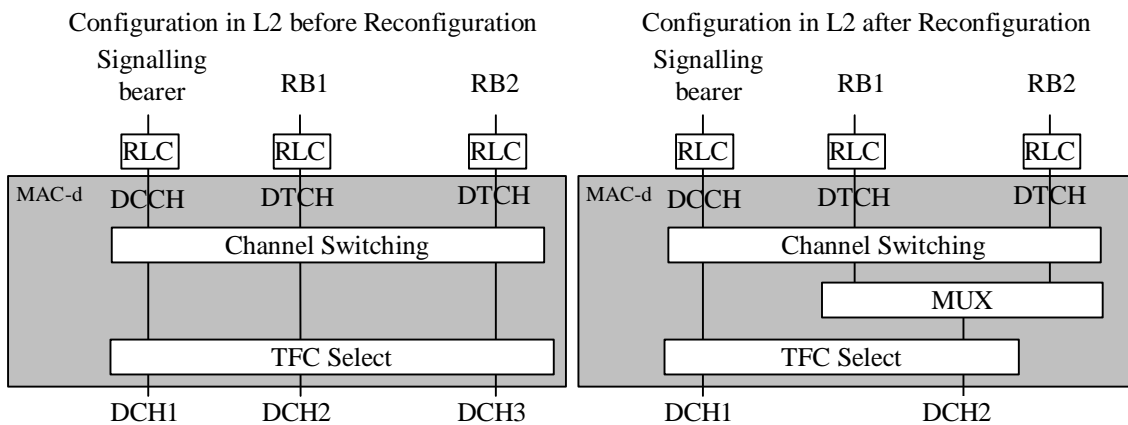 Configuration in L2 before Reconfiguration
Signalling
bearer
RB1
RB2
RLC
RLC
RLC
MAC-d
DCCH
DTCH
DTCH
Channel Switching
TFC Select
DCH1
DCH2
DCH3
Configuration in L2 after Reconfiguration
Signalling
bearer
RB1
RB2
RLC
RLC
RLC
MAC-d
DCCH
DTCH
DTCH
Channel Switching
MUX
TFC Select
DCH1
DCH2